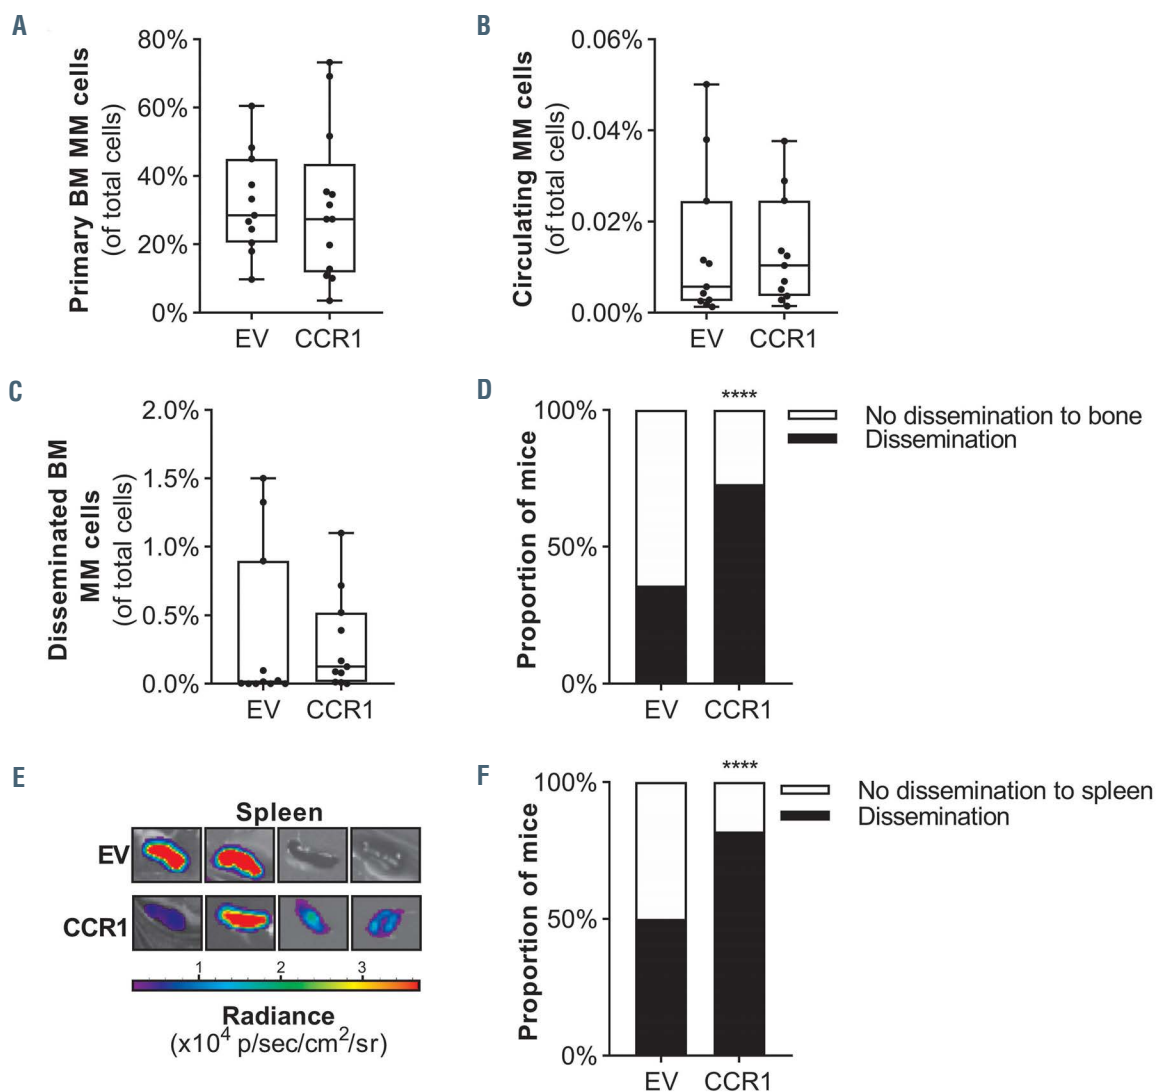 A
80%
60%
40%
20%
0%
Primary BM MM cells
(of total cells)
EV CCR1
B
0.06%
0.04%
0.02%
0.00%
Circulating MM cells
(of total cells)
EV CCR1
C
2.0%
1.5%
1.0%
0.5%
0.0%
Disseminated BM
MM cells
(of total cells)
EV CCR1
D
100%
50%
0%
Proportion of mice
****
EV CCR1
No dissemination to bone
Dissemination
E
Spleen
EV
CCR1
1 2 3
Radiance
(x10⁴ p/sec/cm²/sr)
F
100%
50%
0%
Proportion of mice
****
EV CCR1
No dissemination to spleen
Dissemination